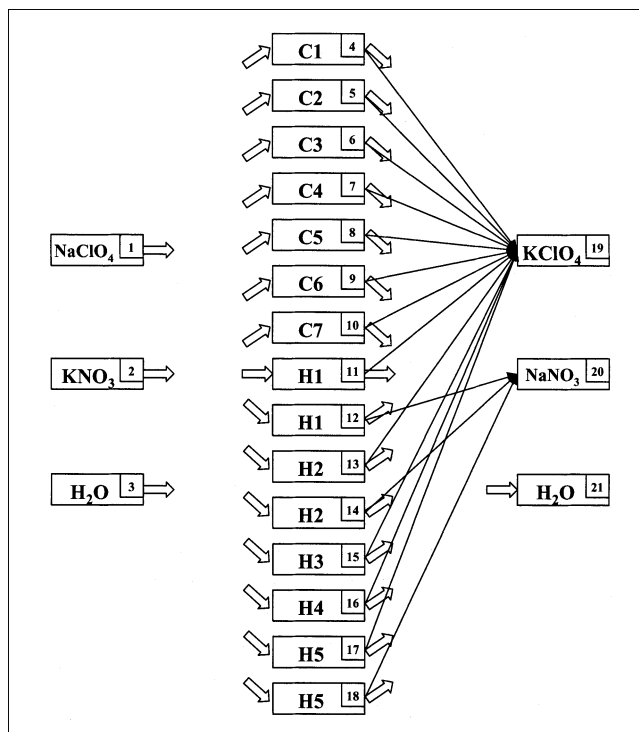 C1 4
C2 5
C3 6
C4 7
NaClO₄ 1
C5 8
KClO₄ 19
C6 9
C7 10
KNO₃ 2
H1 11
NaNO₃ 20
H1 12
H2 13
H₂O 3
H2 14
H₂O 21
H3 15
H4 16
H5 17
H5 18